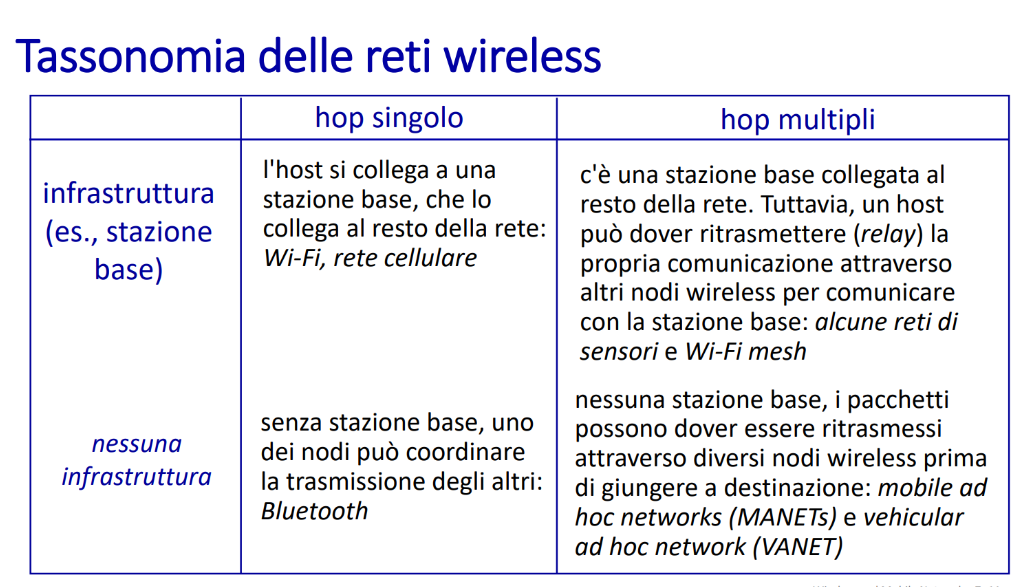 Tassonomia delle reti wireless
hop singolo
hop multipli
infrastruttura
(es., stazione
base)
l'host si collega a una
stazione base, che lo
collega al resto della rete:
Wi-Fi, rete cellulare
c'è una stazione base collegata al
resto della rete. Tuttavia, un host
può dover ritrasmettere (relay) la
propria comunicazione attraverso
altri nodi wireless per comunicare
con la stazione base: alcune reti di
sensori e Wi-Fi mesh
nessuna
infrastruttura
senza stazione base, uno
dei nodi può coordinare
la trasmissione degli altri:
Bluetooth
nessuna stazione base, i pacchetti
possono dover essere ritrasmessi
attraverso diversi nodi wireless prima
di giungere a destinazione: mobile ad
hoc networks (MANETs) e vehicular
ad hoc network (VANET)